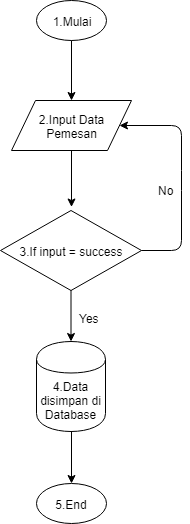 1.Mulai
2.Input Data
Pemesan
No
3.If input = success
Yes
4.Data
disimpan di
Database
5.End